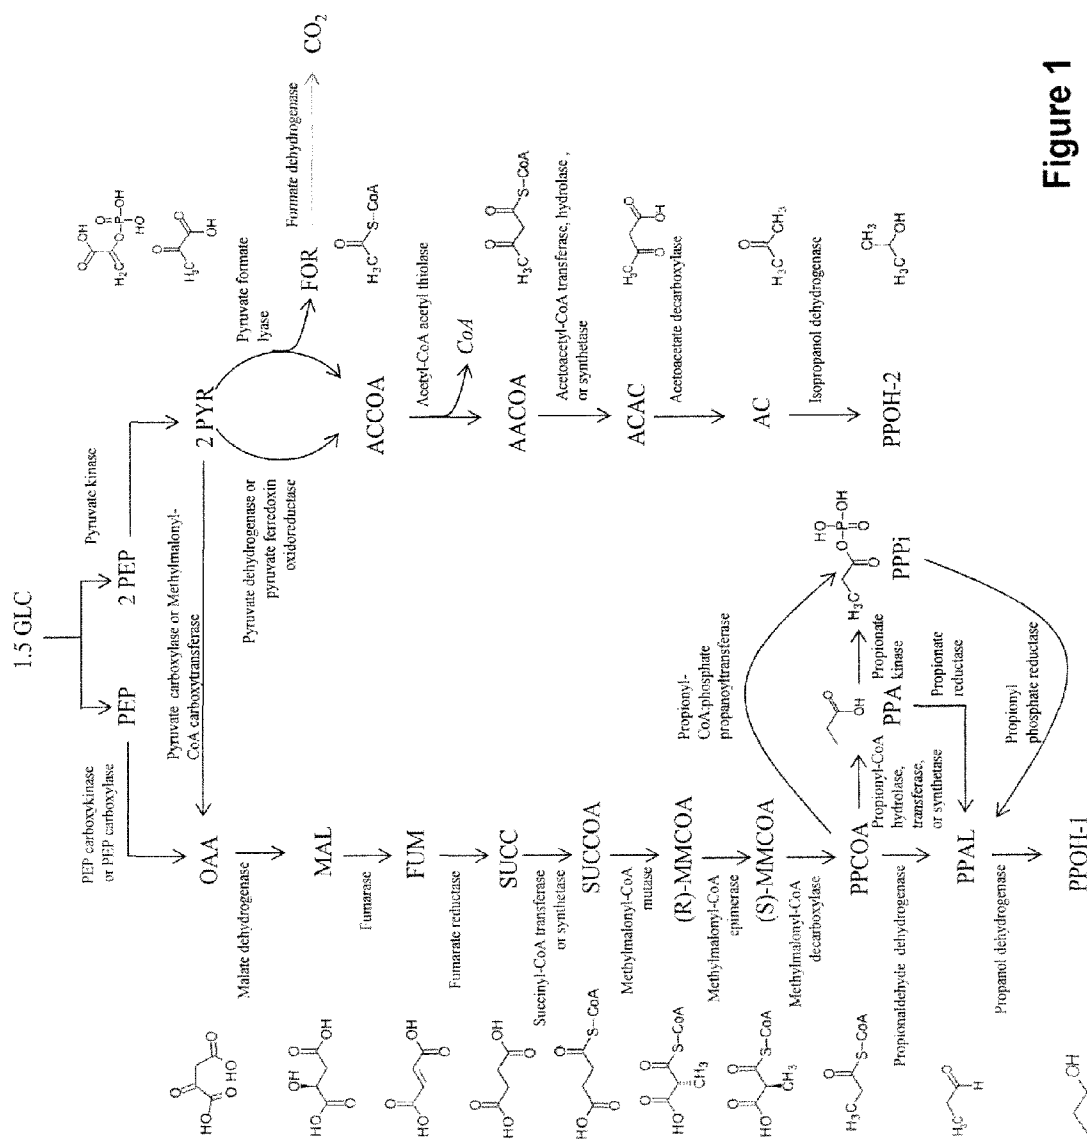 1.5 GLC
PEP
2 PEP
PEP carboxykinase
or PEP carboxylase
Pyruvate kinase
OAA
2 PYR
Pyruvate carboxylase or Methylmalonyl-
CoA carboxytransferase
Pyruvate dehydrogenase or
pyruvate ferredoxin
oxidoreductase
Pyruvate formate
lyase
FOR
Formate dehydrogenase
CO2
Malate dehydrogenase
MAL
Fumarase
FUM
Fumarate reductase
SUCC
Succinyl-CoA transferase
or synthetase
SUCCOA
Methylmalonyl-CoA
mutase
(R)-MMCOA
Methylmalonyl-CoA
epimerase
(S)-MMCOA
Methylmalonyl-CoA
decarboxylase
PPCOA
Propionaldehyde dehydrogenase
PPAL
Propanol dehydrogenase
PPOH-1
Propionyl-
CoA:phosphate
propanoyltransferase
Propionyl-CoA
hydrolase,
transferase,
or synthetase
PPA
Propionate
kinase
Propionate
reductase
PPPi
Propionyl
phosphate reductase
ACCOA
Acetyl-CoA acetyl thiolase
CoA
AACOA
Acetoacetyl-CoA transferase, hydrolase ,
or synthetase
ACAC
Acetoacetate decarboxylase
AC
Isopropanol dehydrogenase
PPOH-2
Figure 1